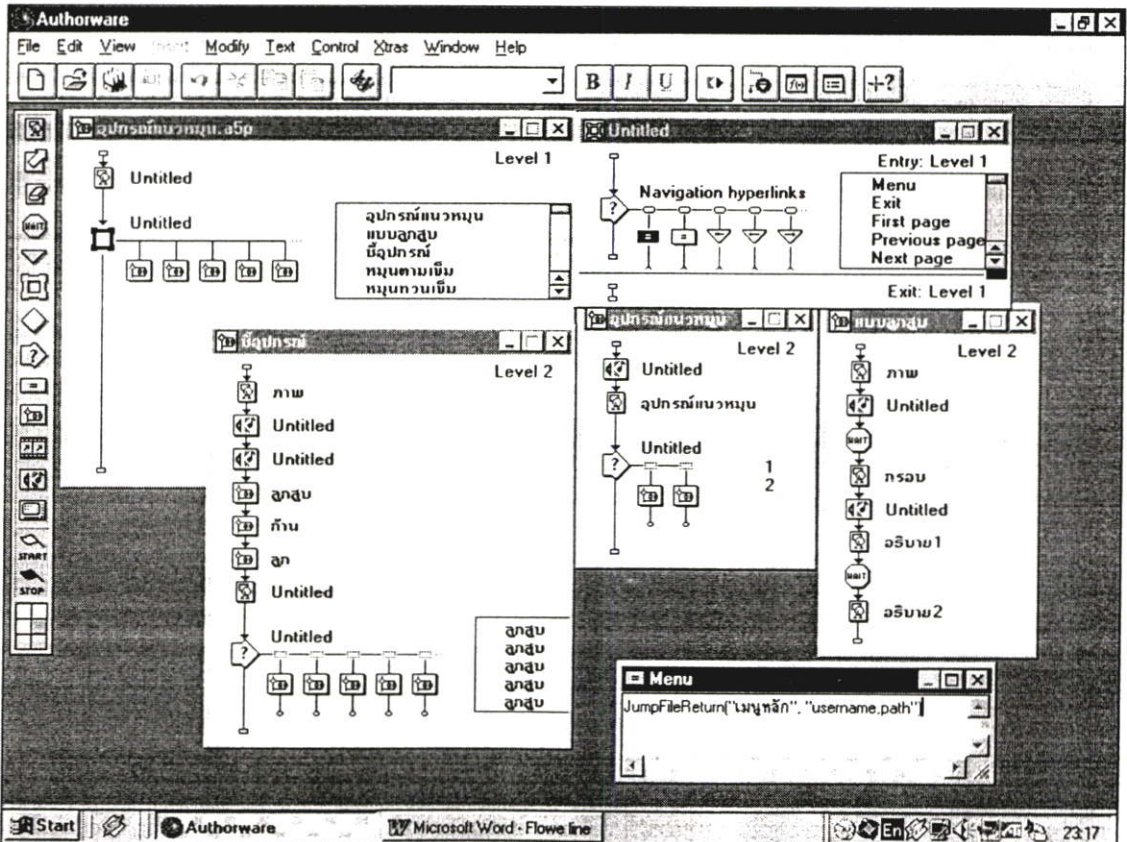 Authorware
File Edit View Insert Modify Text Control Xtras Window Help
B I U
อุปกรณ์แนวหมุน.a5p
Level 1
Untitled
Untitled
อุปกรณ์แนวหมุน
แบบลูกสูบ
นี้อุปกรณ์
หมุนตามเข็ม
หมุนทวนเข็ม
Untitled
Entry: Level 1
Navigation hyperlinks
Menu
Exit
First page
Previous page
Next page
Exit: Level 1
WAIT
START
STOP
นี้อุปกรณ์
Level 2
ภาพ
Untitled
Untitled
ลูกสูบ
ก้าน
ลูก
Untitled
Untitled
ลูกสูบ
ลูกสูบ
ลูกสูบ
ลูกสูบ
ลูกสูบ
อุปกรณ์แนวหมุน
Level 2
Untitled
อุปกรณ์แนวหมุน
Untitled
1
2
แบบลูกสูบ
Level 2
ภาพ
Untitled
WAIT
กรอบ
Untitled
อธิบาย1
WAIT
อธิบาย2
Menu
JumpFileReturn("เมนูหลัก", "username,path")
Start
Authorware
Microsoft Word - Flowe line
En
23:17